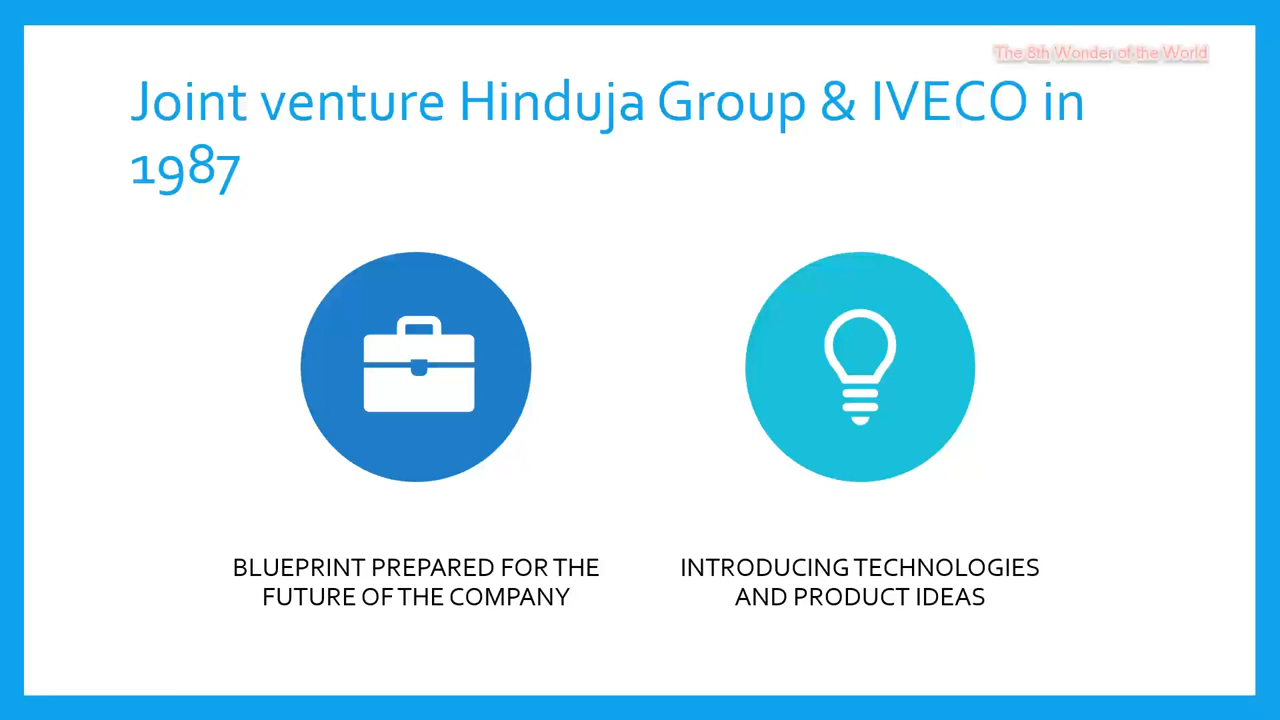 The 8th Wonder of the World
Joint venture Hinduja Group & IVECO in
1987
BLUEPRINT PREPARED FOR THE
FUTURE OF THE COMPANY
INTRODUCING TECHNOLOGIES
AND PRODUCT IDEAS